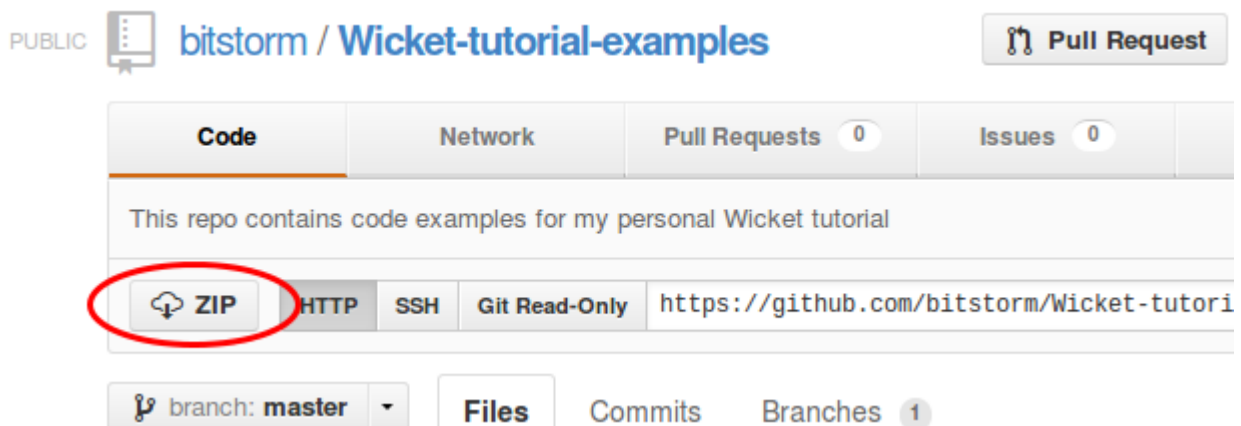 PUBLIC bitstorm / Wicket-tutorial-examples Pull Request
Code Network Pull Requests 0 Issues 0
This repo contains code examples for my personal Wicket tutorial
ZIP HTTP SSH Git Read-Only https://github.com/bitstorm/Wicket-tutori
branch: master Files Commits Branches 1